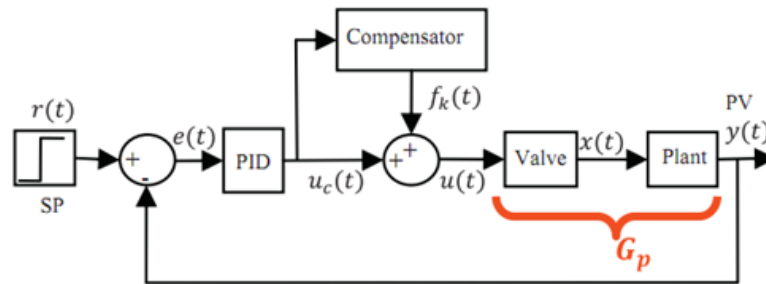 Compensator
r(t)
f_k(t)
PV
y(t)
e(t)
+
-
PID
u_c(t)
+ +
u(t)
Valve
x(t)
Plant
SP
G_p